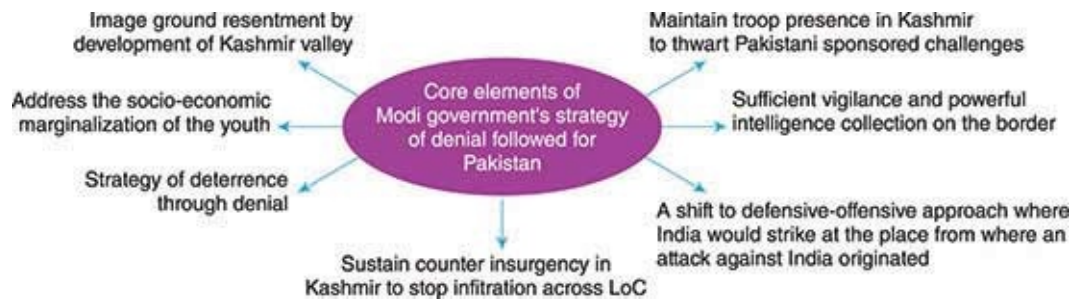 Image ground resentment by
development of Kashmir valley
Address the socio-economic
marginalization of the youth
Strategy of deterrence
through denial
Core elements of
Modi government's strategy
of denial followed for
Pakistan
Sustain counter insurgency in
Kashmir to stop infitration across LoC
Maintain troop presence in Kashmir
to thwart Pakistani sponsored challenges
Sufficient vigilance and powerful
intelligence collection on the border
A shift to defensive-offensive approach where
India would strike at the place from where an
attack against India originated